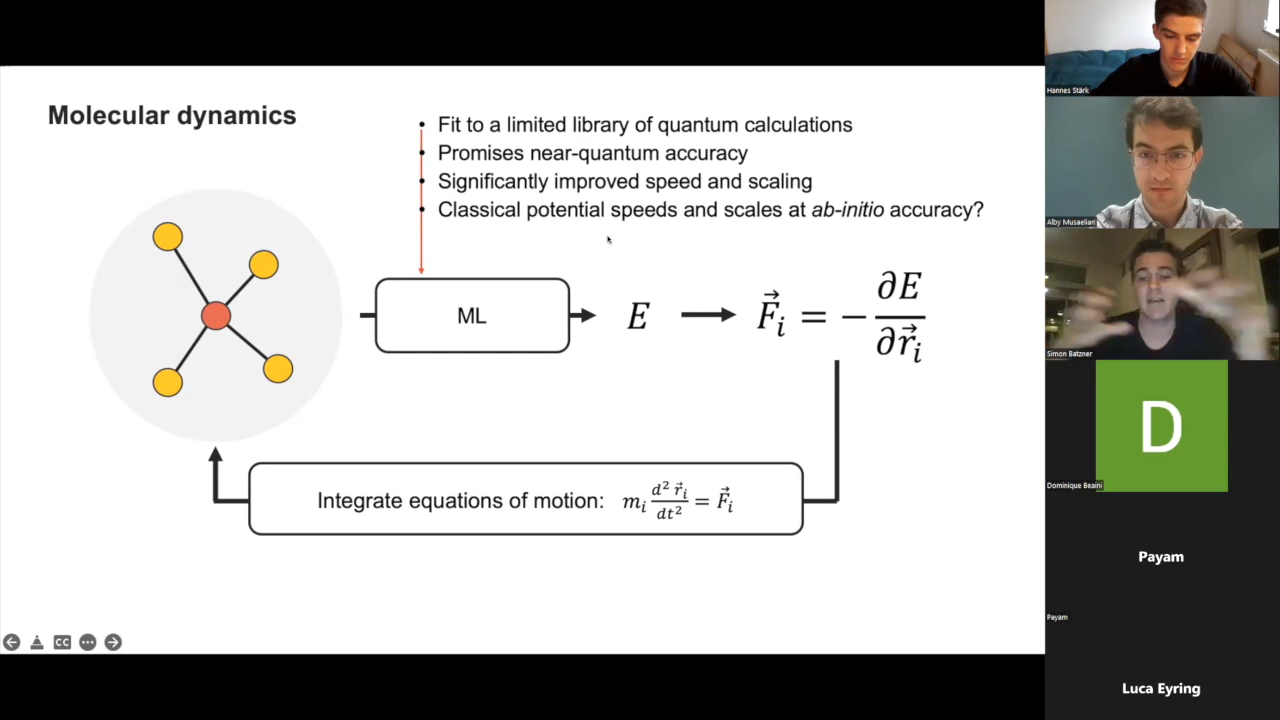 Molecular dynamics
• Fit to a limited library of quantum calculations
• Promises near-quantum accuracy
• Significantly improved speed and scaling
• Classical potential speeds and scales at ab-initio accuracy?
ML
E
F⃗ᵢ = − ∂E / ∂r⃗ᵢ
Integrate equations of motion: mᵢ d² r⃗ᵢ / dt² = F⃗ᵢ
CC
Hannes Stärk
Alby Musaelian
Simon Batzner
D
Dominique Beaini
Payam
Payam
Luca Eyring